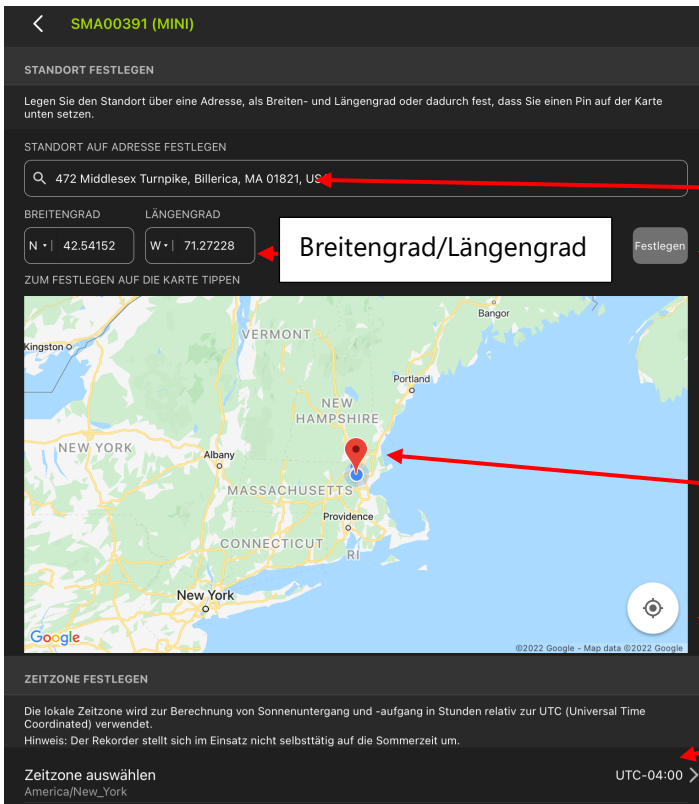 SMA00391 (MINI)
STANDORT FESTLEGEN
Legen Sie den Standort über eine Adresse, als Breiten- und Längengrad oder dadurch fest, dass Sie einen Pin auf der Karte
unten setzen.
STANDORT AUF ADRESSE FESTLEGEN
472 Middlesex Turnpike, Billerica, MA 01821, USA
BREITENGRAD LÄNGENGRAD
N 42.54152 W 71.27228 Breitengrad/Längengrad Festlegen
ZUM FESTLEGEN AUF DIE KARTE TIPPEN
Bangor
VERMONT
Kingston
Portland
NEW
HAMPSHIRE
NEW YORK
Albany
MASSACHUSETTS
Providence
CONNECTICUT
RI
New York
Google
©2022 Google - Map data ©2022 Google
ZEITZONE FESTLEGEN
Die lokale Zeitzone wird zur Berechnung von Sonnenuntergang und -aufgang in Stunden relativ zur UTC (Universal Time
Coordinated) verwendet.
Hinweis: Der Rekorder stellt sich im Einsatz nicht selbsttätig auf die Sommerzeit um.
Zeitzone auswählen UTC-04:00
America/New_York